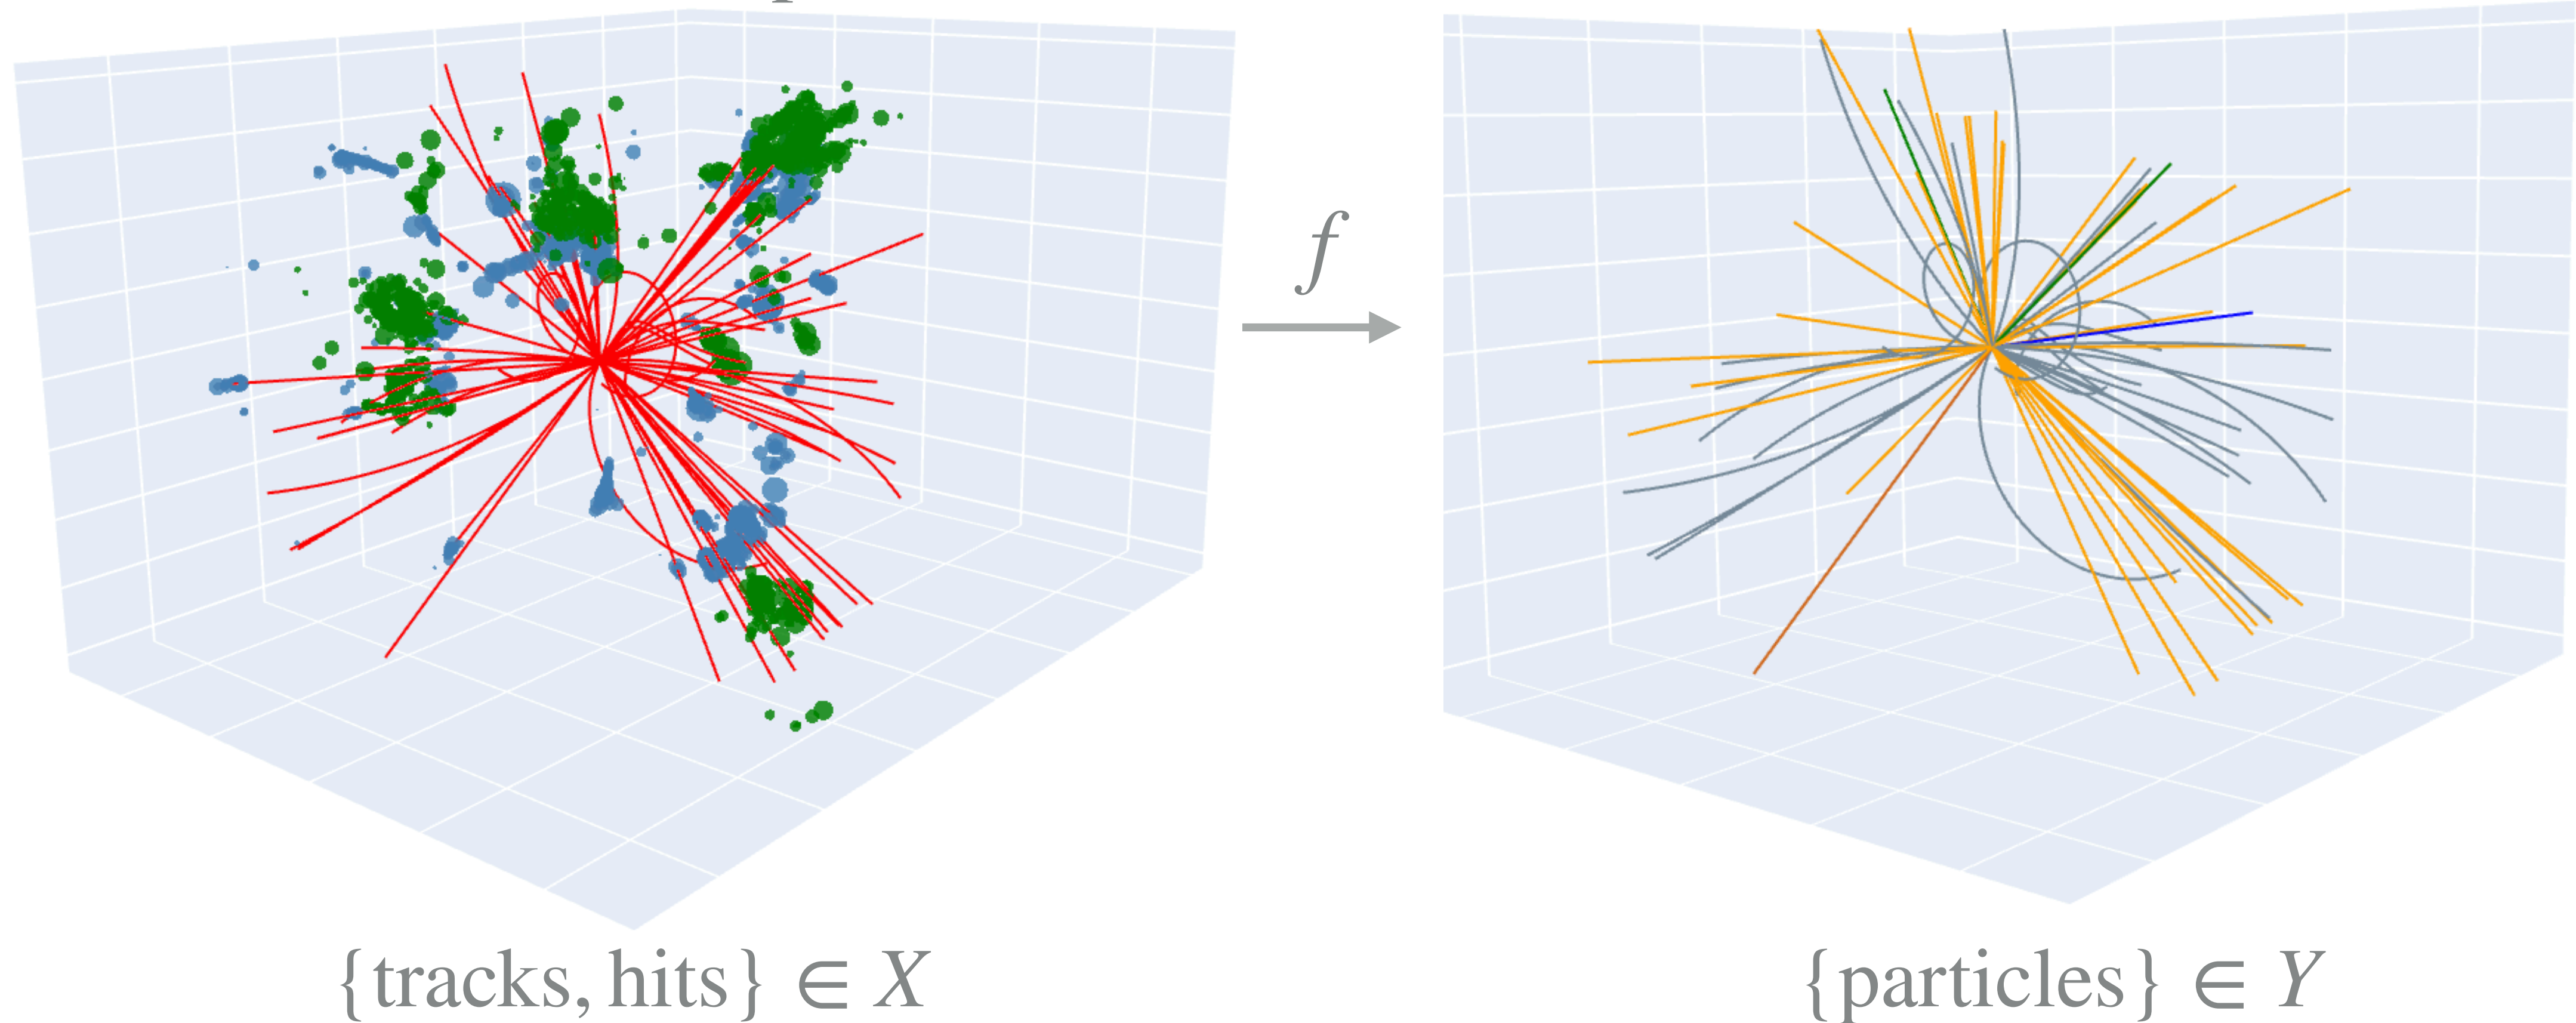 f
{tracks, hits} ∈ X
{particles} ∈ Y